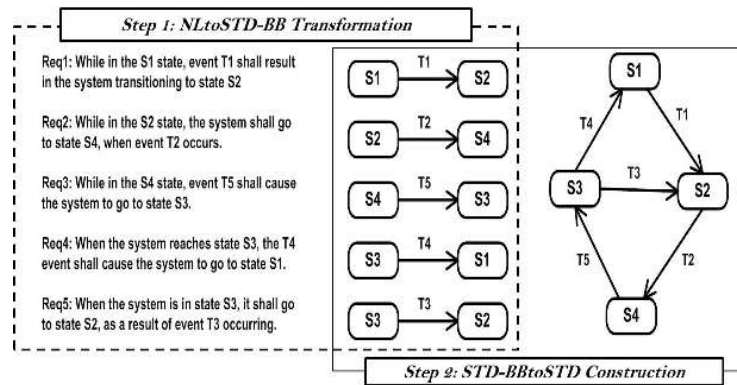 Step 1: NLtoSTD-BB Transformation
Req1: While in the S1 state, event T1 shall result
in the system transitioning to state S2
Req2: While in the S2 state, the system shall go
to state S4, when event T2 occurs.
Req3: While in the S4 state, event T5 shall cause
the system to go to state S3.
Req4: When the system reaches state S3, the T4
event shall cause the system to go to state S1.
Req5: When the system is in state S3, it shall go
to state S2, as a result of event T3 occurring.
T1
S1 S2
T2
S2 S4
T5
S4 S3
T4
S3 S1
T3
S3 S2
S1
T4 T1
S3 T3 S2
T5 T2
S4
Step 2: STD-BBtoSTD Construction